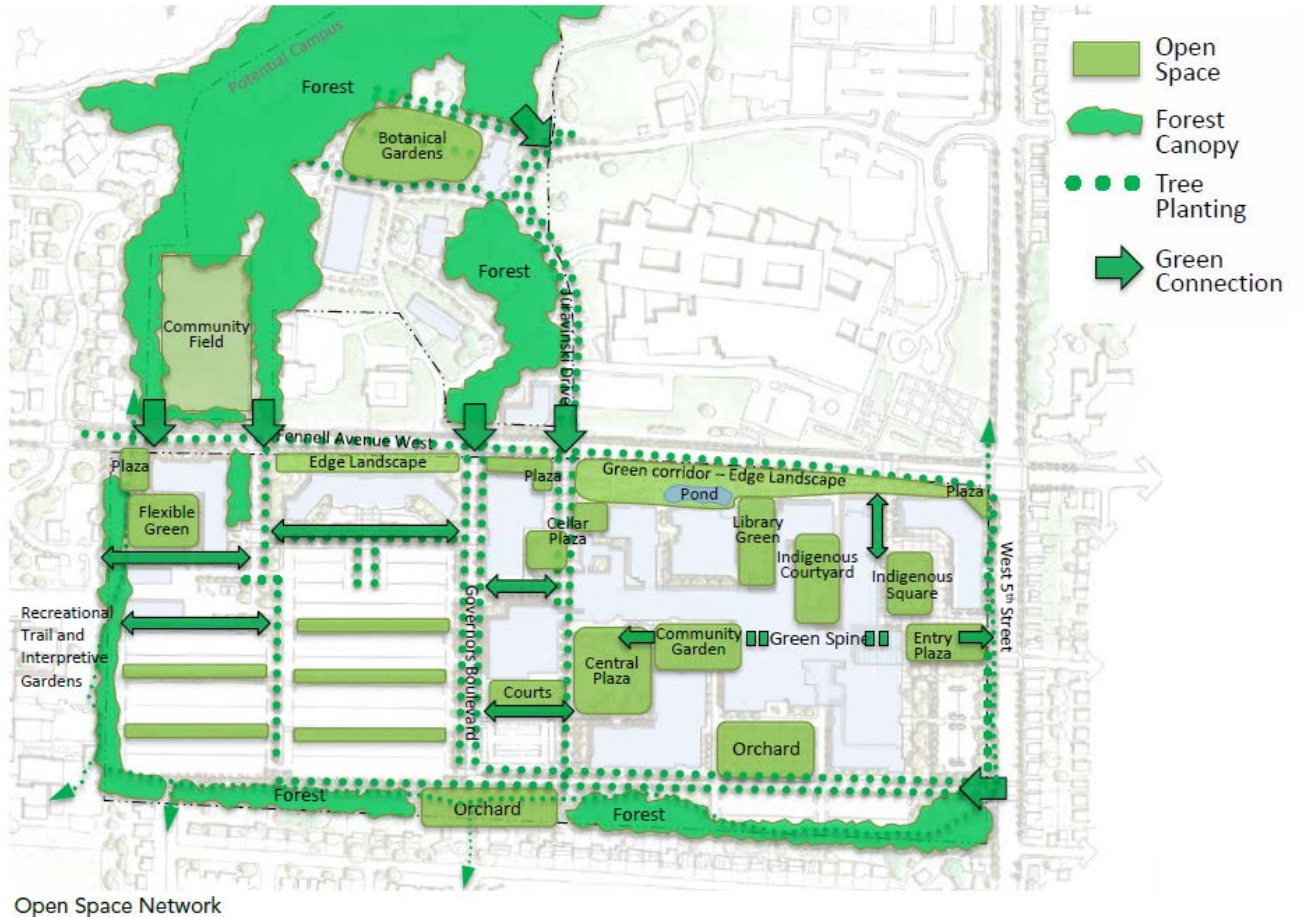 Potential Campus
Forest
Botanical
Gardens
Forest
Community
Field
Juravinski Drive
Fennell Avenue West
Plaza
Edge Landscape
Plaza
Green corridor – Edge Landscape
Pond
Plaza
Flexible
Green
Cellar
Plaza
Library
Green
Indigenous
Courtyard
Indigenous
Square
West 5th Street
Recreational
Trail and
Interpretive
Gardens
Governors Boulevard
Community
Garden
Green Spine
Entry
Plaza
Central
Plaza
Courts
Orchard
Forest
Orchard
Forest
Open
Space
Forest
Canopy
Tree
Planting
Green
Connection
Open Space Network